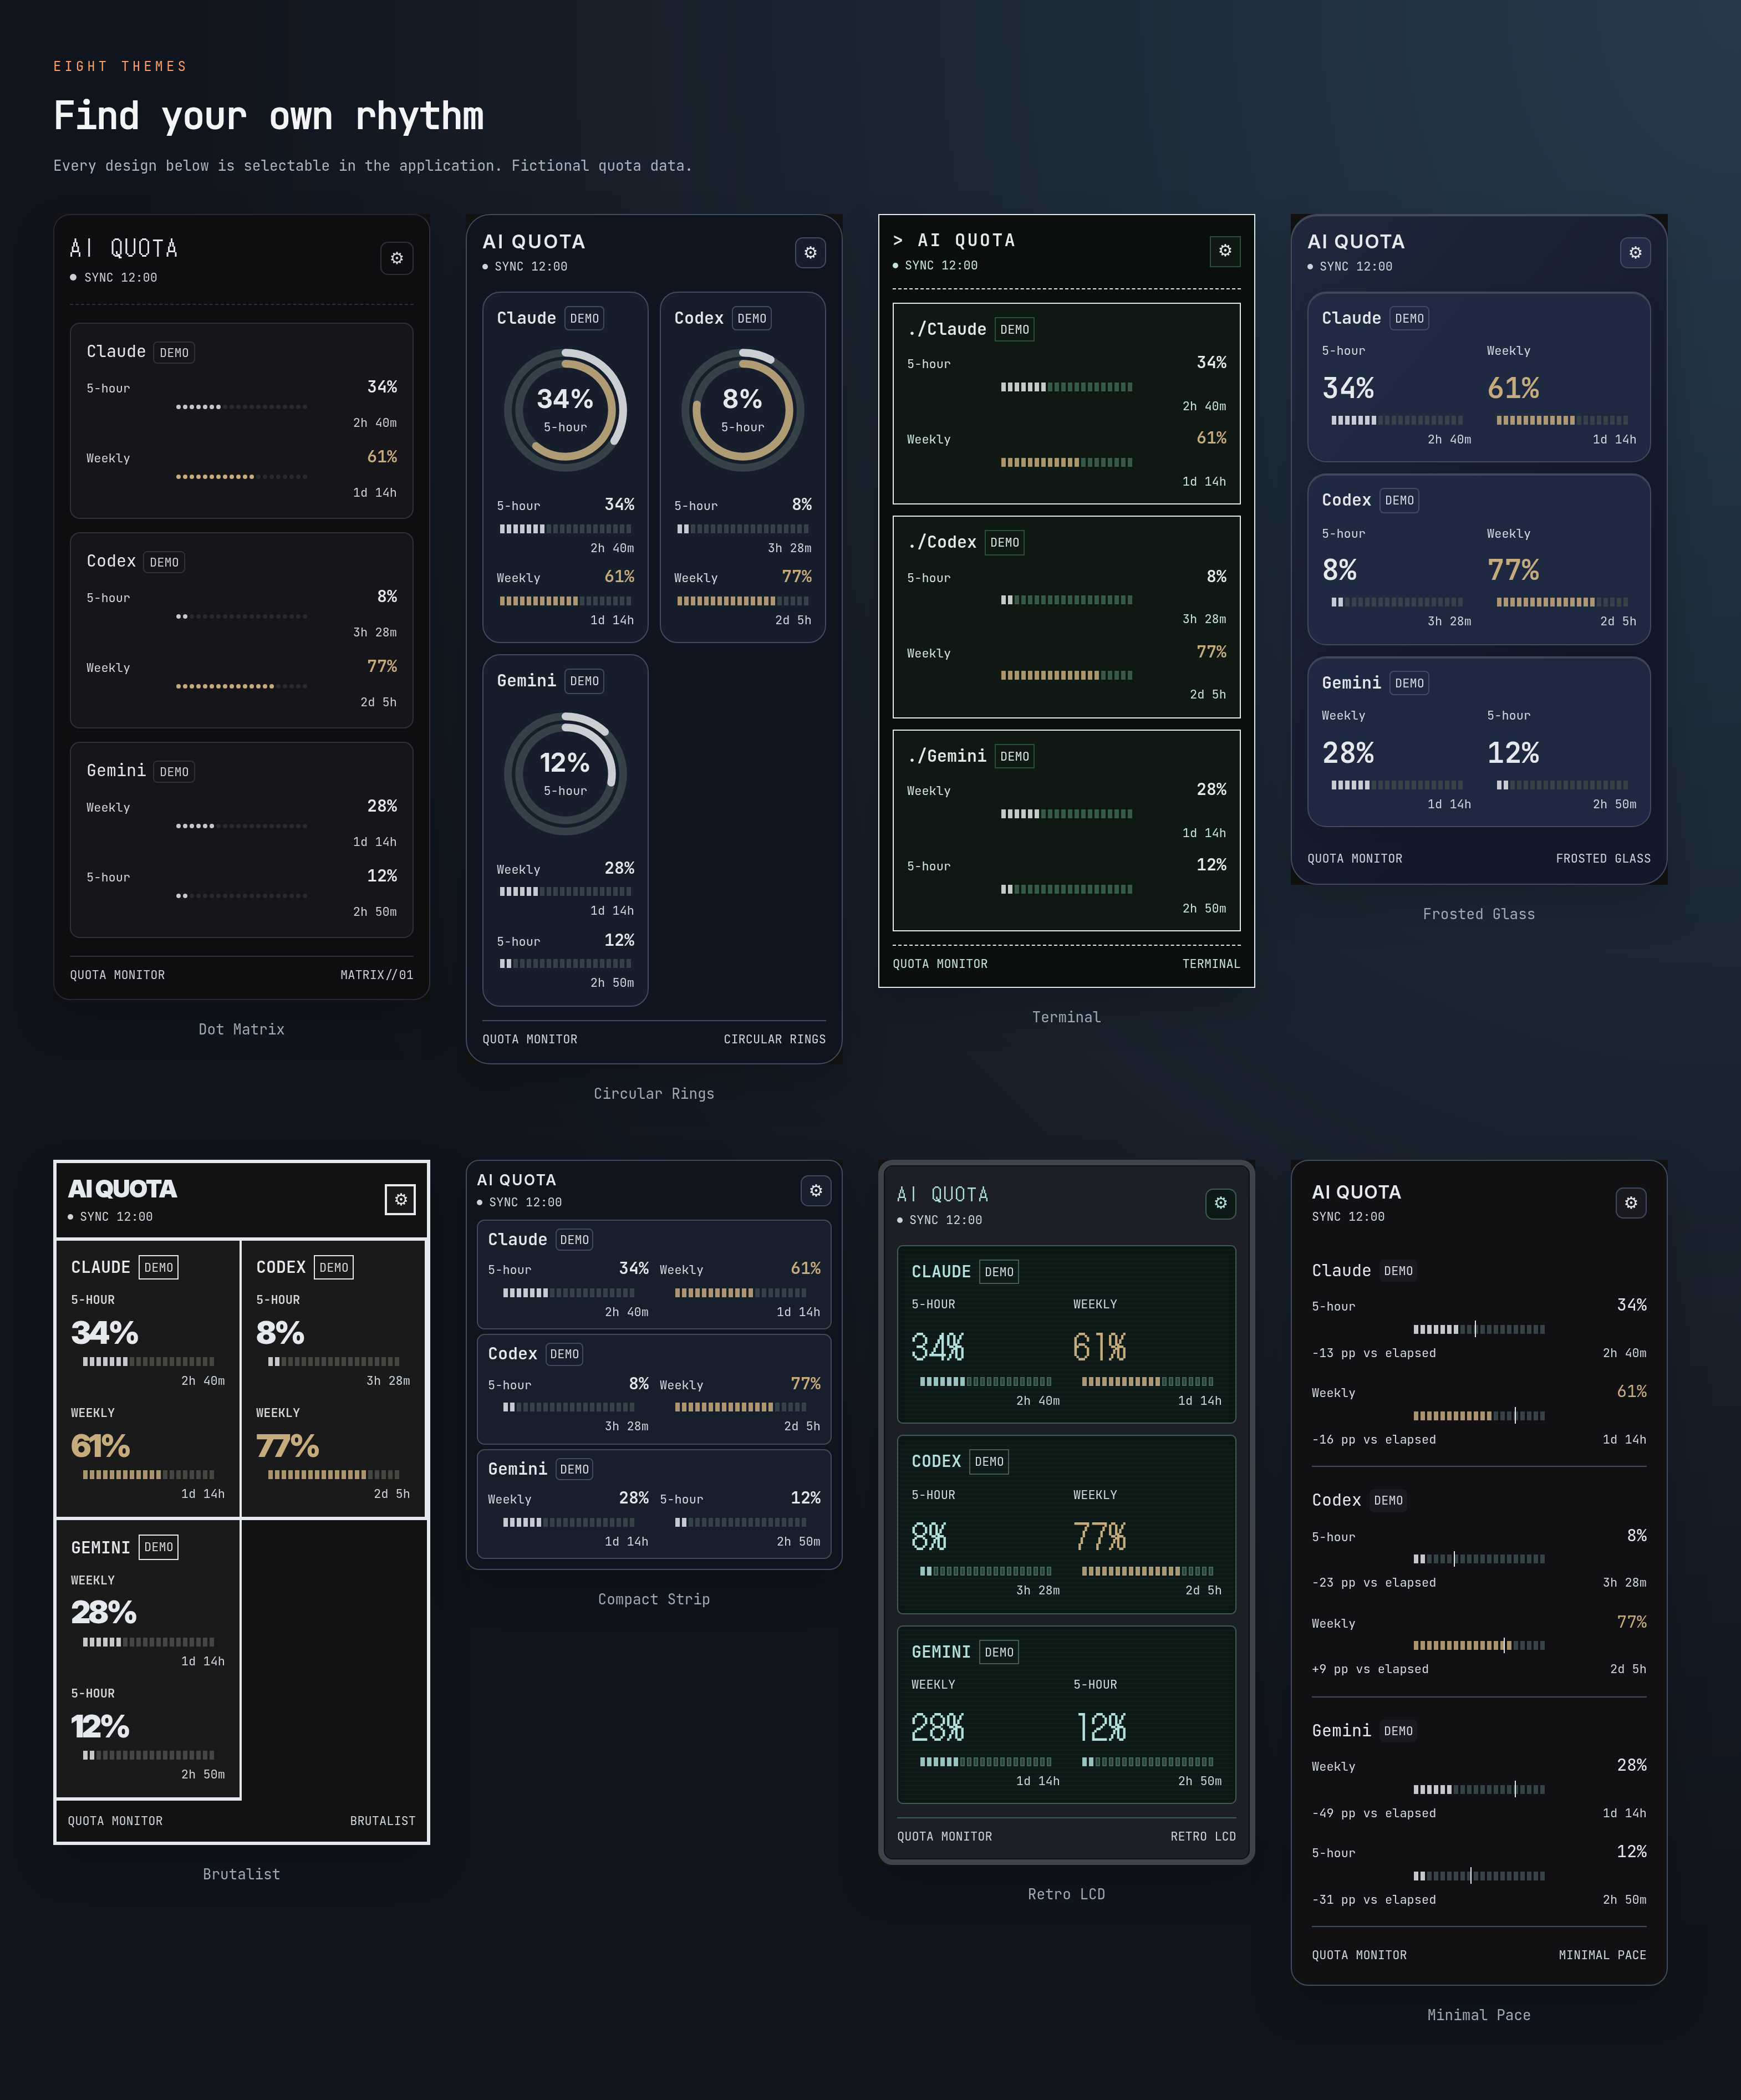 EIGHT THEMES
Find your own rhythm
Every design below is selectable in the application. Fictional quota data.
AI QUOTA
SYNC 12:00
⚙
Claude DEMO
5-hour 34%
2h 40m
Weekly 61%
1d 14h
Codex DEMO
5-hour 8%
3h 28m
Weekly 77%
2d 5h
Gemini DEMO
Weekly 28%
1d 14h
5-hour 12%
2h 50m
QUOTA MONITOR MATRIX//01
Dot Matrix
AI QUOTA
SYNC 12:00
⚙
Claude DEMO
34%
5-hour
5-hour 34%
2h 40m
Weekly 61%
1d 14h
Codex DEMO
8%
5-hour
5-hour 8%
3h 28m
Weekly 77%
2d 5h
Gemini DEMO
12%
5-hour
Weekly 28%
1d 14h
5-hour 12%
2h 50m
QUOTA MONITOR CIRCULAR RINGS
Circular Rings
> AI QUOTA
SYNC 12:00
⚙
./Claude DEMO
5-hour 34%
2h 40m
Weekly 61%
1d 14h
./Codex DEMO
5-hour 8%
3h 28m
Weekly 77%
2d 5h
./Gemini DEMO
Weekly 28%
1d 14h
5-hour 12%
2h 50m
QUOTA MONITOR TERMINAL
Terminal
AI QUOTA
SYNC 12:00
⚙
Claude DEMO
5-hour Weekly
34% 61%
2h 40m 1d 14h
Codex DEMO
5-hour Weekly
8% 77%
3h 28m 2d 5h
Gemini DEMO
Weekly 5-hour
28% 12%
1d 14h 2h 50m
QUOTA MONITOR FROSTED GLASS
Frosted Glass
AI QUOTA
SYNC 12:00
⚙
CLAUDE DEMO
5-HOUR
34%
2h 40m
WEEKLY
61%
1d 14h
CODEX DEMO
5-HOUR
8%
3h 28m
WEEKLY
77%
2d 5h
GEMINI DEMO
WEEKLY
28%
1d 14h
5-HOUR
12%
2h 50m
QUOTA MONITOR BRUTALIST
Brutalist
AI QUOTA
SYNC 12:00
⚙
Claude DEMO
5-hour 34% Weekly 61%
2h 40m 1d 14h
Codex DEMO
5-hour 8% Weekly 77%
3h 28m 2d 5h
Gemini DEMO
Weekly 28% 5-hour 12%
1d 14h 2h 50m
Compact Strip
AI QUOTA
SYNC 12:00
⚙
CLAUDE DEMO
5-HOUR WEEKLY
34% 61%
2h 40m 1d 14h
CODEX DEMO
5-HOUR WEEKLY
8% 77%
3h 28m 2d 5h
GEMINI DEMO
WEEKLY 5-HOUR
28% 12%
1d 14h 2h 50m
QUOTA MONITOR RETRO LCD
Retro LCD
AI QUOTA
SYNC 12:00
⚙
Claude DEMO
5-hour 34%
-13 pp vs elapsed 2h 40m
Weekly 61%
-16 pp vs elapsed 1d 14h
Codex DEMO
5-hour 8%
-23 pp vs elapsed 3h 28m
Weekly 77%
+9 pp vs elapsed 2d 5h
Gemini DEMO
Weekly 28%
-49 pp vs elapsed 1d 14h
5-hour 12%
-31 pp vs elapsed 2h 50m
QUOTA MONITOR MINIMAL PACE
Minimal Pace